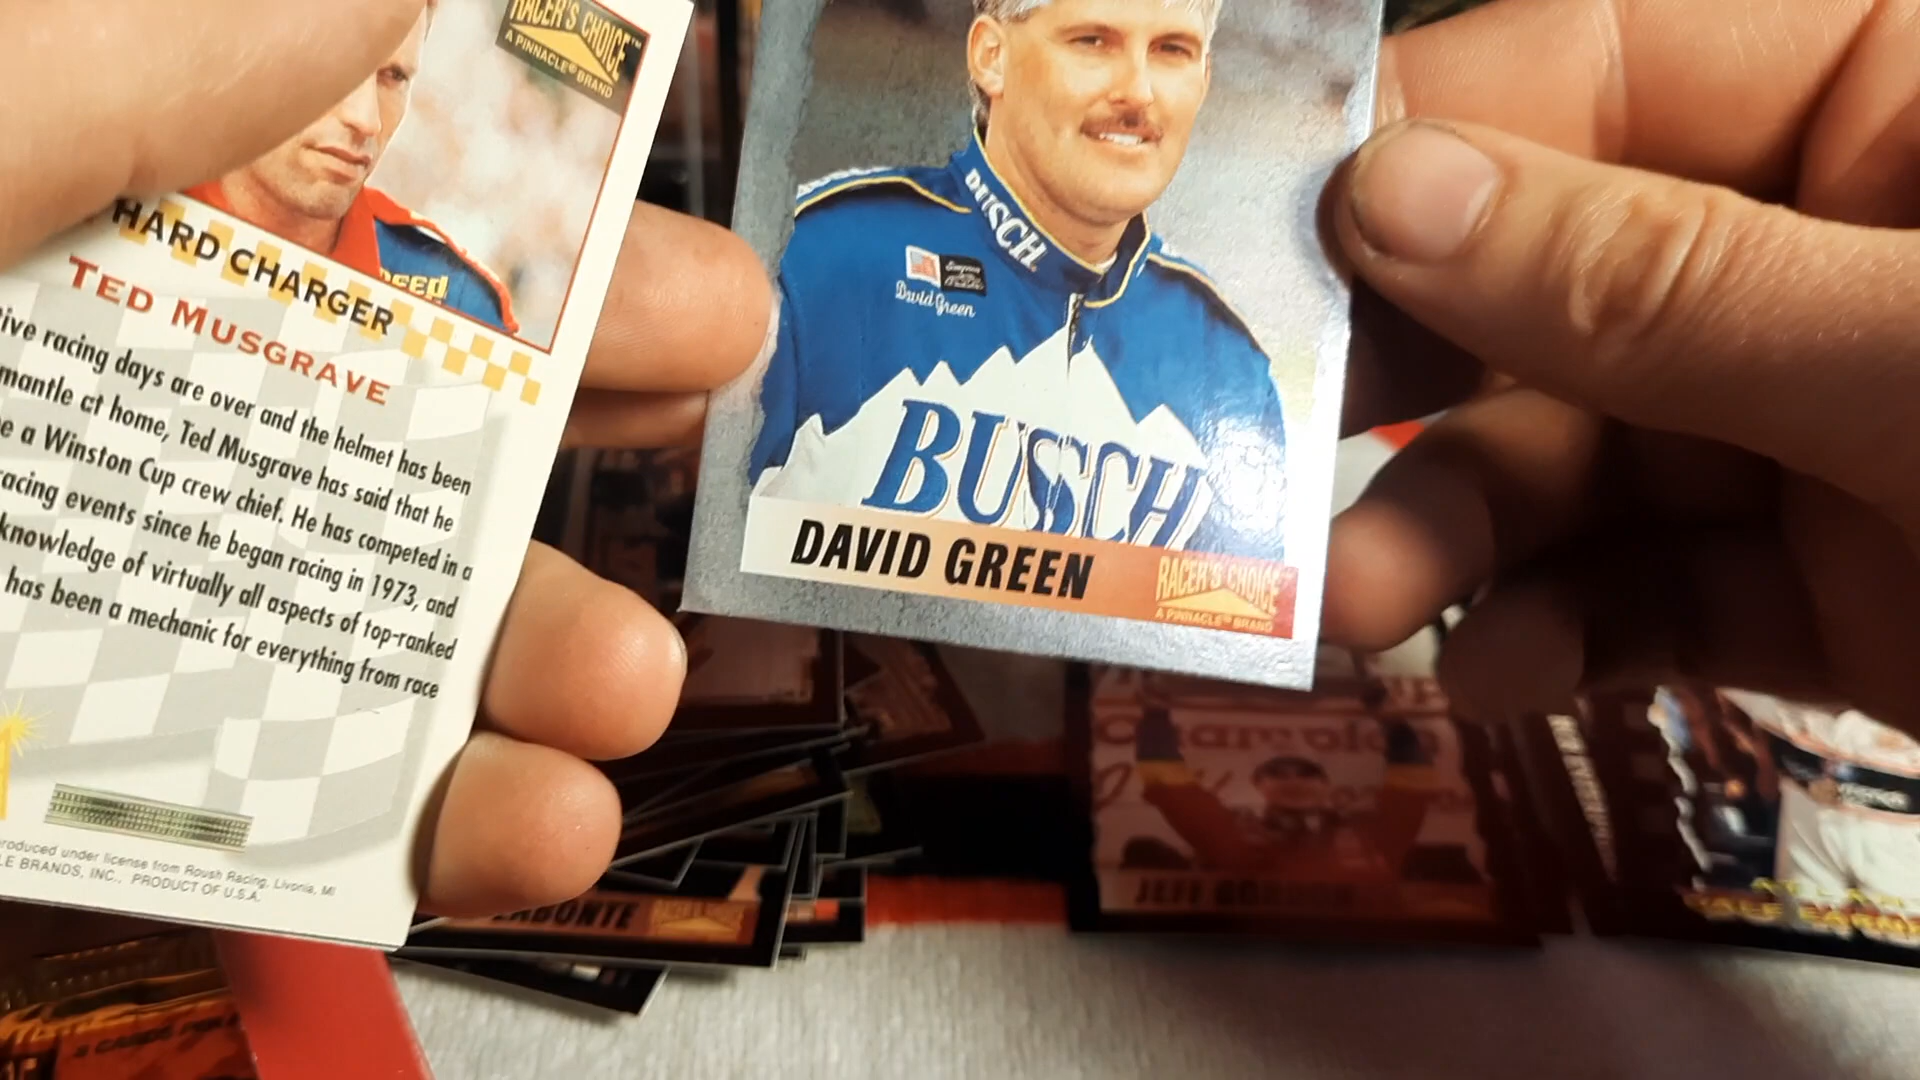 RACER'S CHOICE™
A PINNACLE® BRAND
HARD CHARGER
TED MUSGRAVE
ive racing days are over and the helmet has been
mantle at home, Ted Musgrave has said that he
e a Winston Cup crew chief. He has competed in a
acing events since he began racing in 1973, and
knowledge of virtually all aspects of top-ranked
has been a mechanic for everything from race
roduced under license from Roush Racing, Livonia, MI
LE BRANDS, INC., PRODUCT OF U.S.A.
BUSCH
David Green
BUSCH
DAVID GREEN
RACER'S CHOICE
A PINNACLE® BRAND
JEFF GORDON